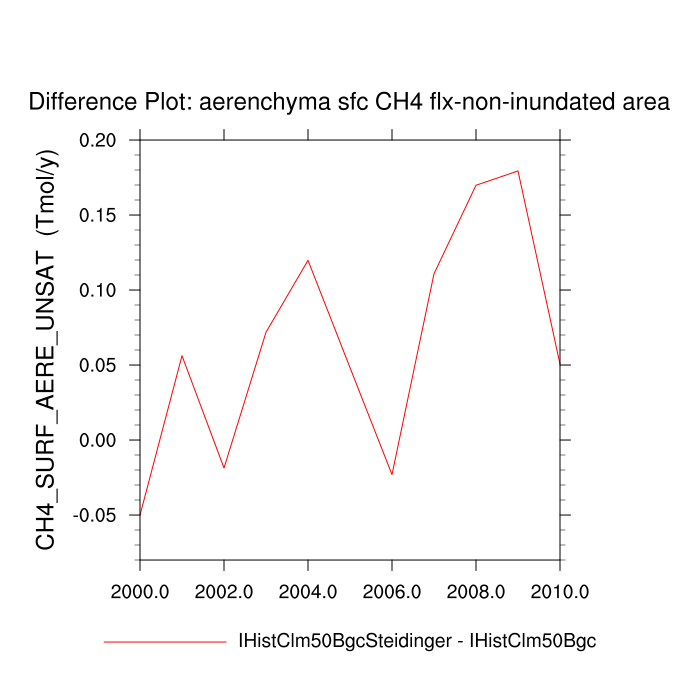 Difference Plot: aerenchyma sfc CH4 flx-non-inundated area
CH4_SURF_AERE_UNSAT (Tmol/y)
0.20
0.15
0.10
0.05
0.00
-0.05
2000.0 2002.0 2004.0 2006.0 2008.0 2010.0
IHistClm50BgcSteidinger - IHistClm50Bgc